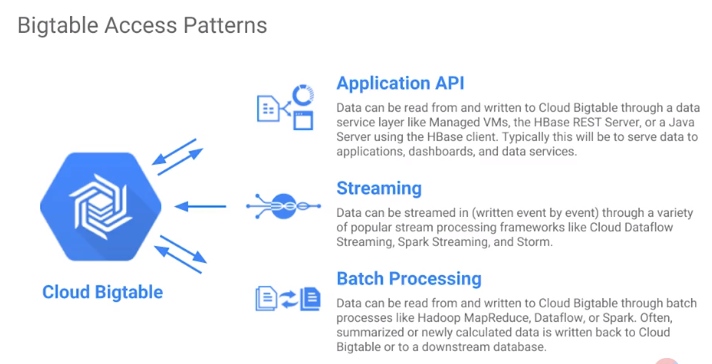 Bigtable Access Patterns
Application API
Data can be read from and written to Cloud Bigtable through a data
service layer like Managed VMs, the HBase REST Server, or a Java
Server using the HBase client. Typically this will be to serve data to
applications, dashboards, and data services.
Streaming
Data can be streamed in (written event by event) through a variety
of popular stream processing frameworks like Cloud Dataflow
Streaming, Spark Streaming, and Storm.
Cloud Bigtable
Batch Processing
Data can be read from and written to Cloud Bigtable through batch
processes like Hadoop MapReduce, Dataflow, or Spark. Often,
summarized or newly calculated data is written back to Cloud
Bigtable or to a downstream database.